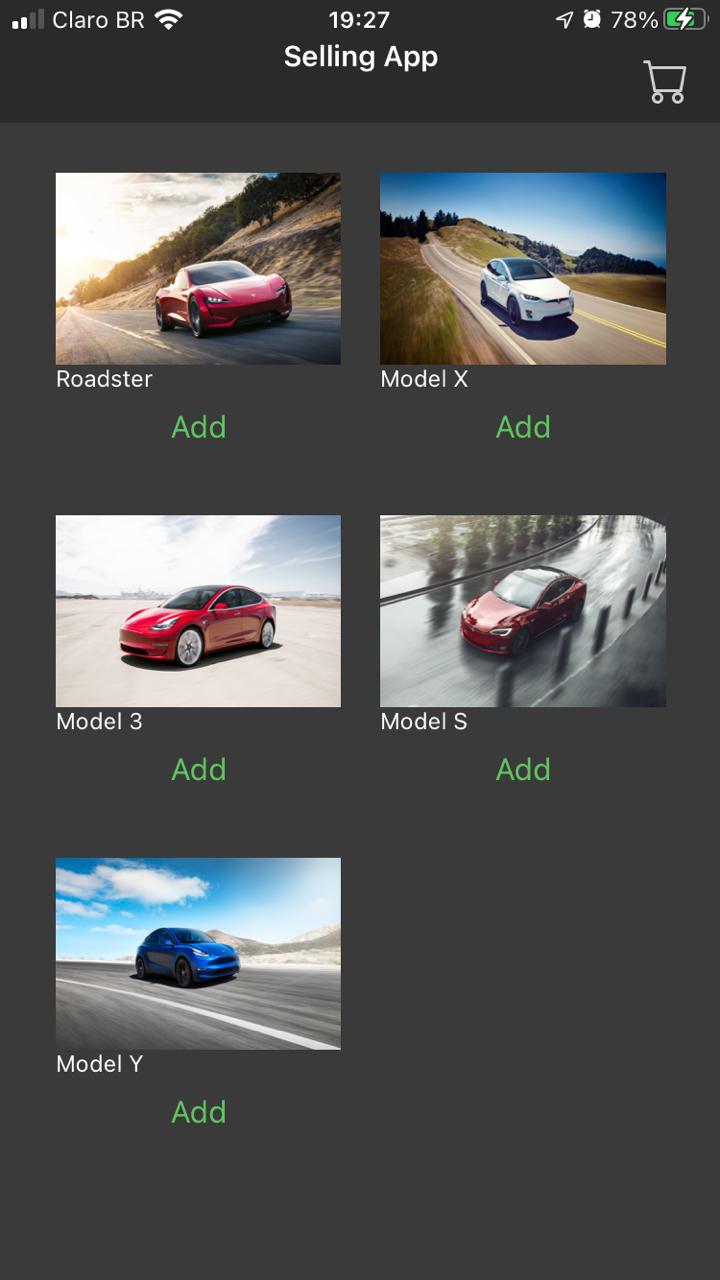 Claro BR 19:27 78%
Selling App
Roadster Model X
Add Add
Model 3 Model S
Add Add
Model Y
Add